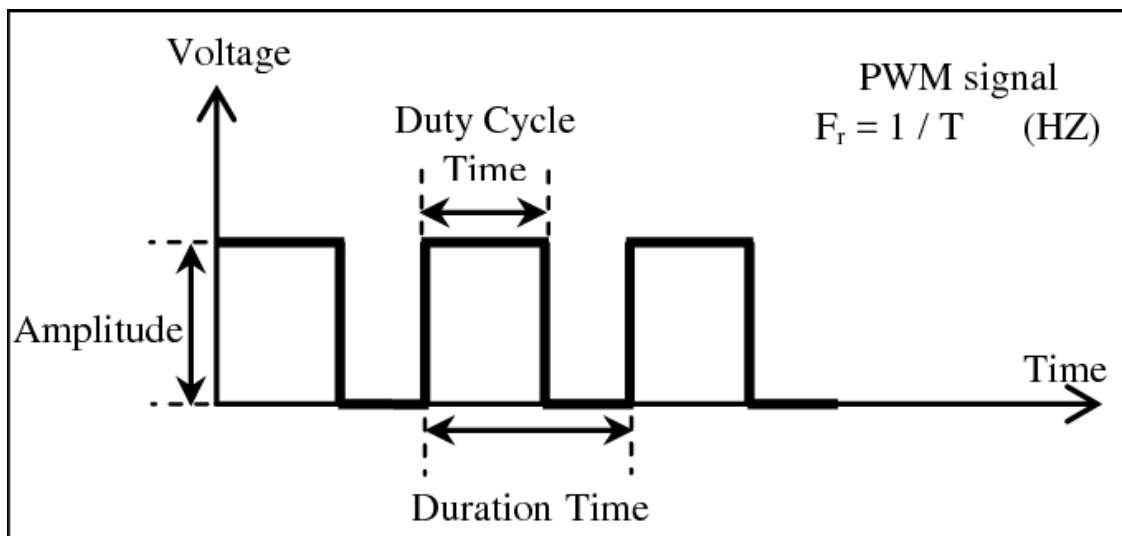 Voltage
PWM signal
Fᵣ = 1 / T (HZ)
Duty Cycle
Time
Amplitude
Time
Duration Time